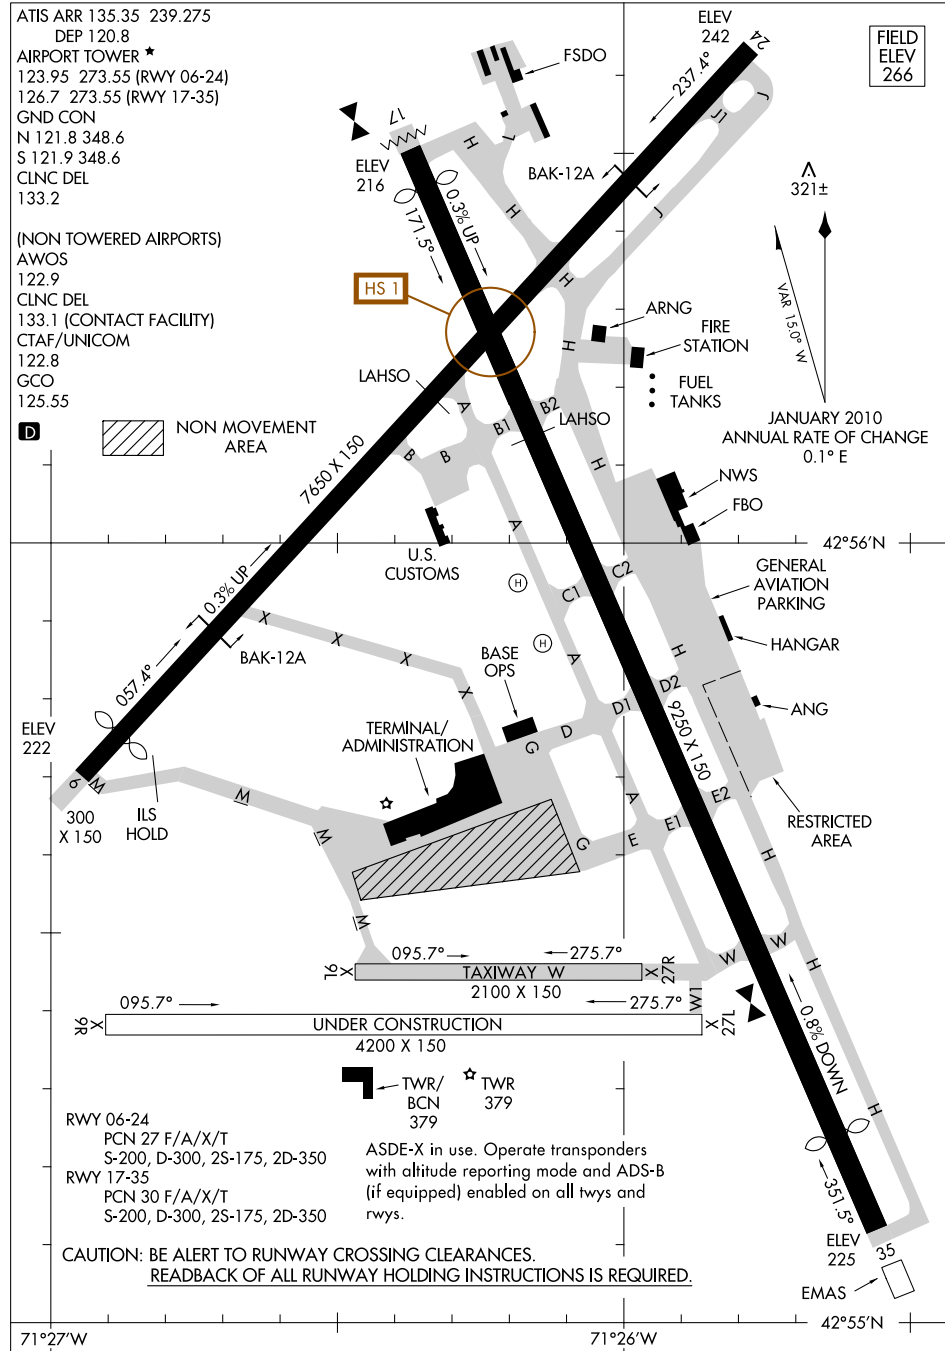 ATIS ARR 135.35 239.275
DEP 120.8
AIRPORT TOWER ★
123.95 273.55 (RWY 06-24)
126.7 273.55 (RWY 17-35)
GND CON
N 121.8 348.6
S 121.9 348.6
CLNC DEL
133.2
(NON TOWERED AIRPORTS)
AWOS
122.9
CLNC DEL
133.1 (CONTACT FACILITY)
CTAF/UNICOM
122.8
GCO
125.55
D
NON MOVEMENT
AREA
FSDO
ELEV
242
24
FIELD
ELEV
266
237.4°
J
J1
J
17
ELEV
216
H
L
H
H
BAK-12A
0.3% UP
171.5°
321±
VAR 15.0° W
JANUARY 2010
ANNUAL RATE OF CHANGE
0.1° E
HS 1
ARNG
FIRE
STATION
H
FUEL
TANKS
LAHSO
LAHSO
A
B
B
B1
B2
H
7650 X 150
NWS
FBO
U.S.
CUSTOMS
A
42°56'N
GENERAL
AVIATION
PARKING
H
H
C1
C2
HANGAR
0.3% UP
X
X
X
X
BAK-12A
057.4°
BASE
OPS
A
H
D2
D1
D
G
ANG
9250 X 150
ELEV
222
6
M
300
X 150
ILS
HOLD
TERMINAL/
ADMINISTRATION
M
M
M
A
E2
E1
E
G
RESTRICTED
AREA
H
W
W
H
095.7°
275.7°
9L
X
TAXIWAY W
X
27R
2100 X 150
W1
095.7°
275.7°
9R
X
UNDER CONSTRUCTION
X
27L
4200 X 150
0.8% DOWN
H
TWR/
BCN
379
TWR
379
RWY 06-24
PCN 27 F/A/X/T
S-200, D-300, 2S-175, 2D-350
RWY 17-35
PCN 30 F/A/X/T
S-200, D-300, 2S-175, 2D-350
ASDE-X in use. Operate transponders
with altitude reporting mode and ADS-B
(if equipped) enabled on all twys and
rwys.
351.5°
ELEV
225
35
EMAS
CAUTION: BE ALERT TO RUNWAY CROSSING CLEARANCES.
READBACK OF ALL RUNWAY HOLDING INSTRUCTIONS IS REQUIRED.
42°55'N
71°27'W
71°26'W